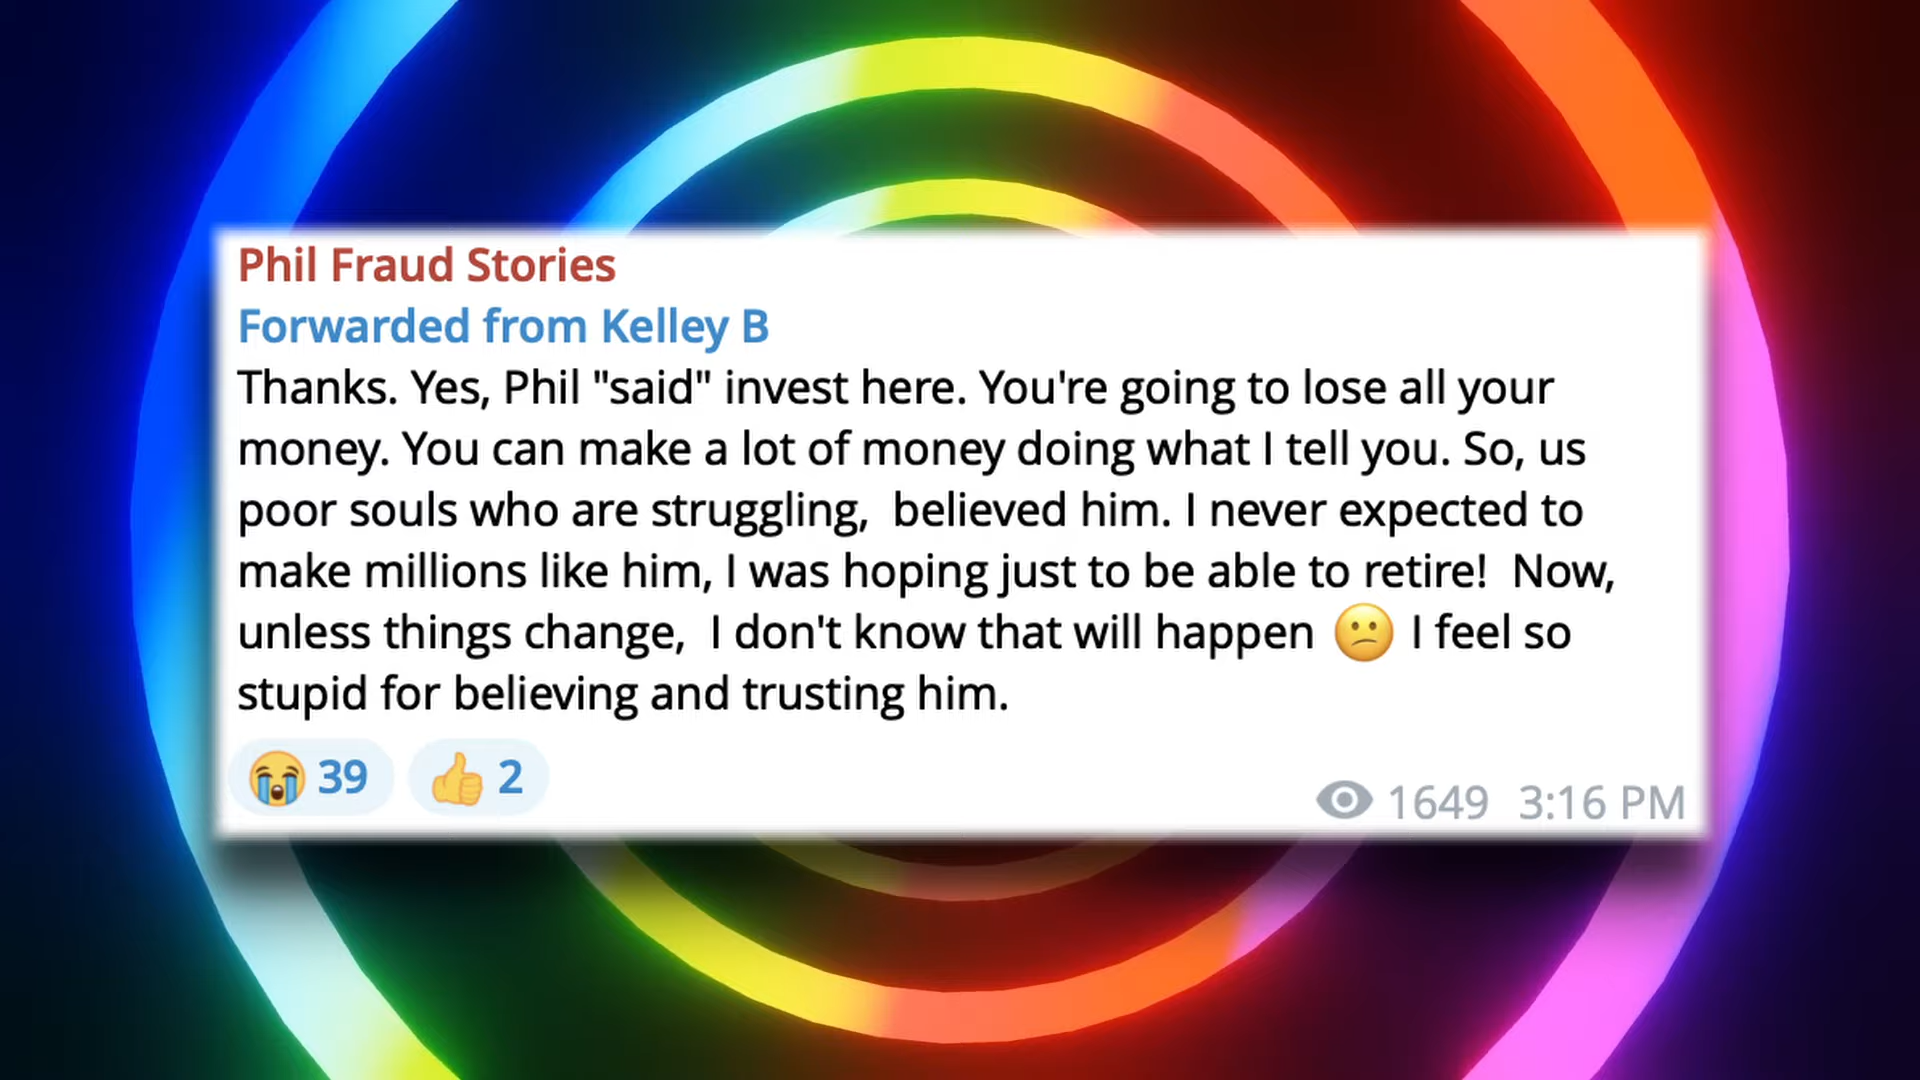 Phil Fraud Stories
Forwarded from Kelley B
Thanks. Yes, Phil "said" invest here. You're going to lose all your
money. You can make a lot of money doing what I tell you. So, us
poor souls who are struggling,  believed him. I never expected to
make millions like him, I was hoping just to be able to retire!  Now,
unless things change,  I don't know that will happen 😕 I feel so
stupid for believing and trusting him.
😭 39 👍 2
1649 3:16 PM